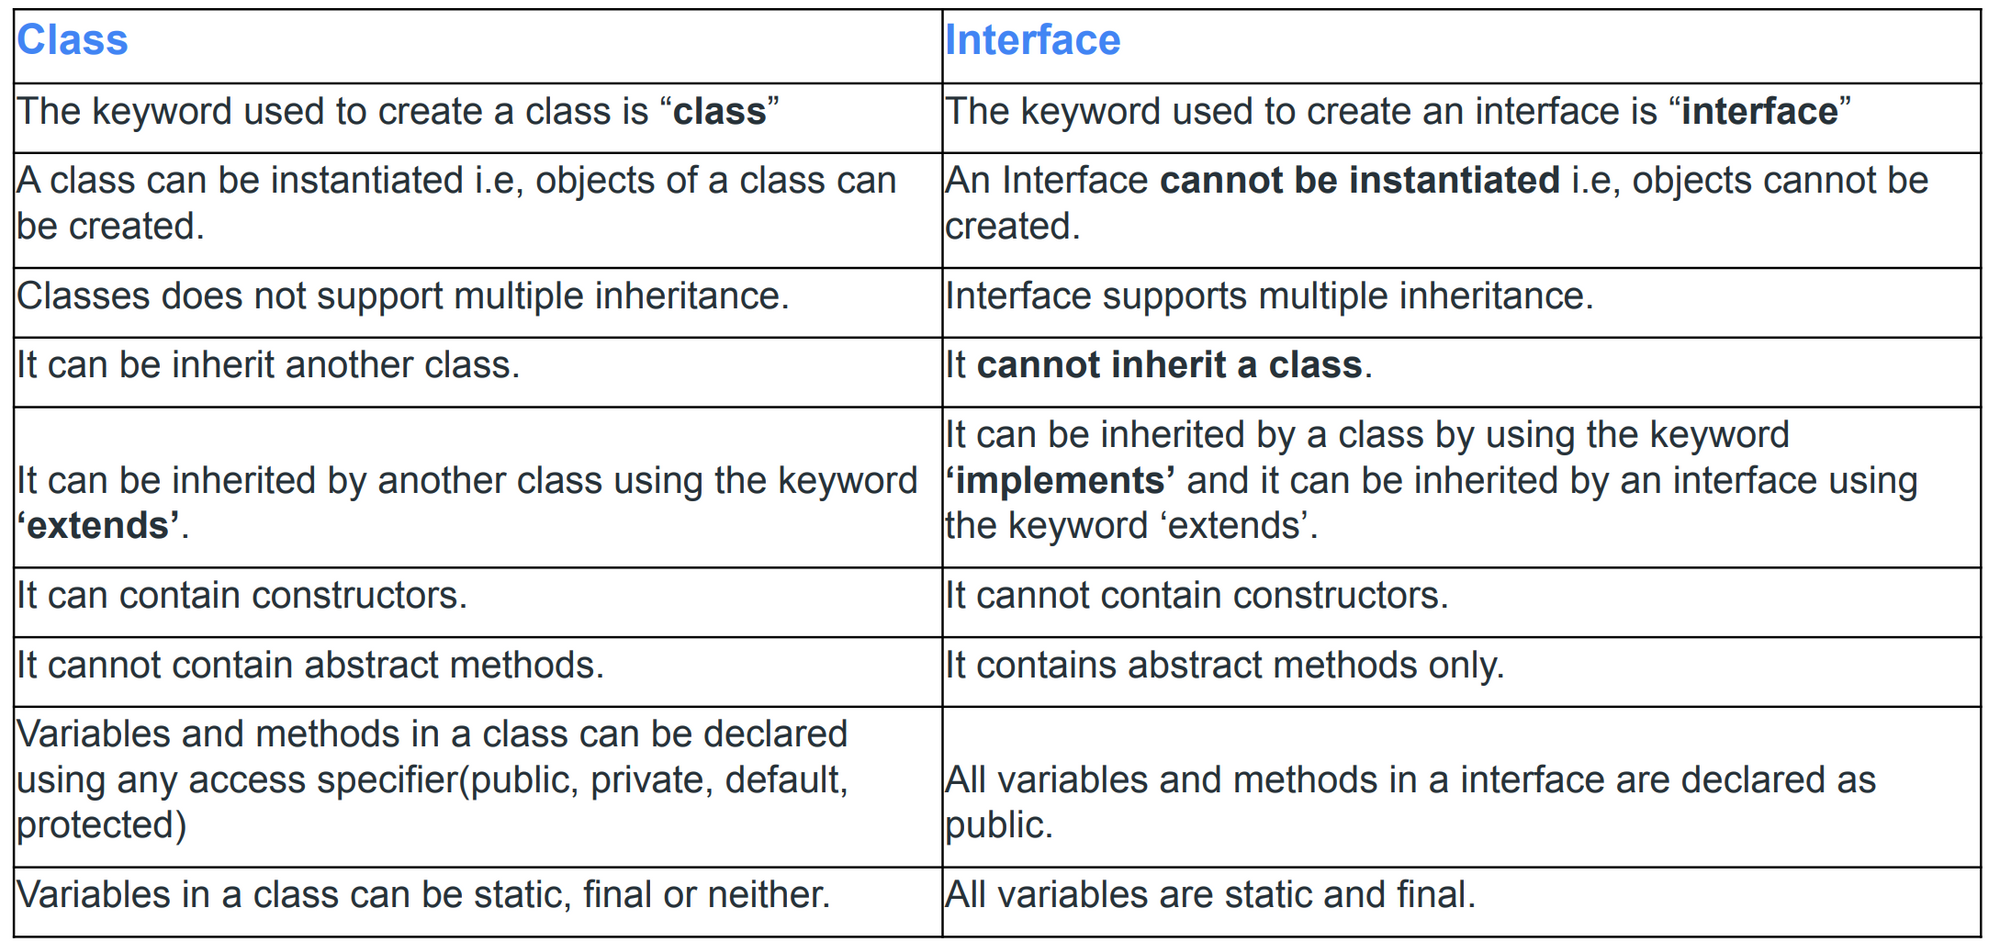 Class
Interface
The keyword used to create a class is “class”
The keyword used to create an interface is “interface”
A class can be instantiated i.e, objects of a class can
be created.
An Interface cannot be instantiated i.e, objects cannot be
created.
Classes does not support multiple inheritance.
Interface supports multiple inheritance.
It can be inherit another class.
It cannot inherit a class.
It can be inherited by another class using the keyword
‘extends’.
It can be inherited by a class by using the keyword
‘implements’ and it can be inherited by an interface using
the keyword ‘extends’.
It can contain constructors.
It cannot contain constructors.
It cannot contain abstract methods.
It contains abstract methods only.
Variables and methods in a class can be declared
using any access specifier(public, private, default,
protected)
All variables and methods in a interface are declared as
public.
Variables in a class can be static, final or neither.
All variables are static and final.